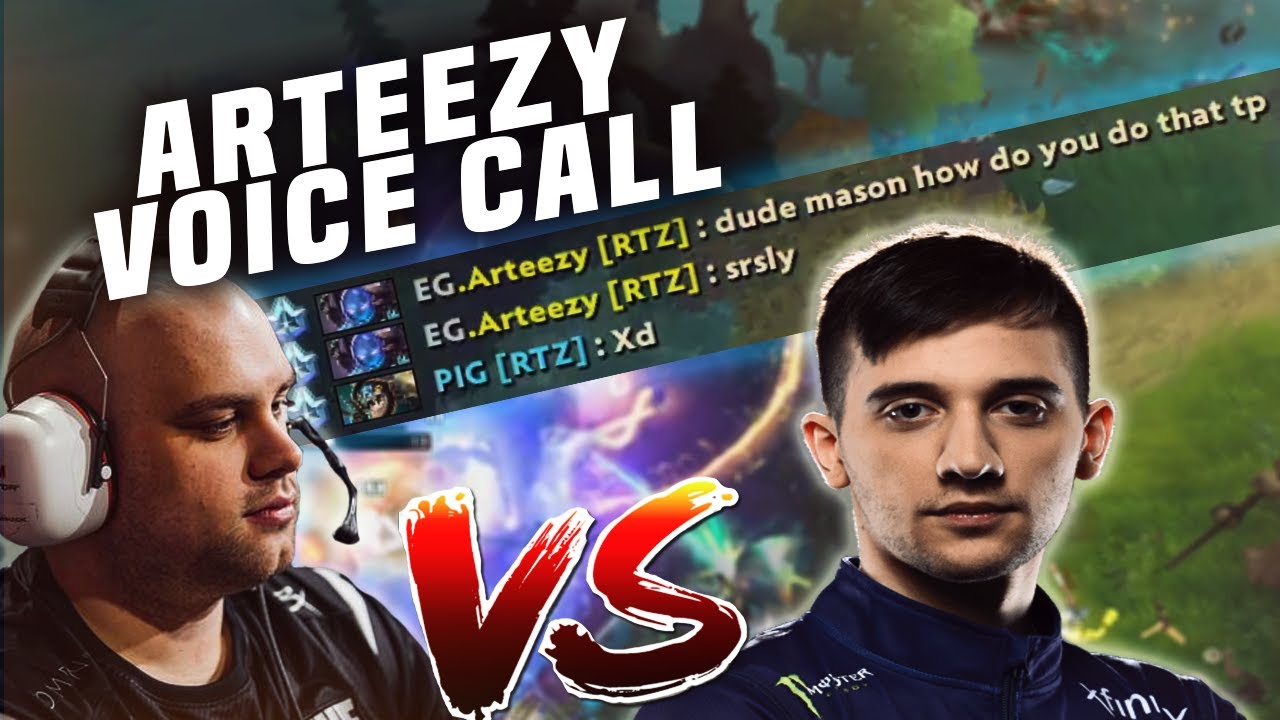 ARTEEZY
VOICE CALL
EG.Arteezy [RTZ] : dude mason how do you do that tp
EG.Arteezy [RTZ] : srsly
PIG [RTZ] : Xd
VS
MONSTER